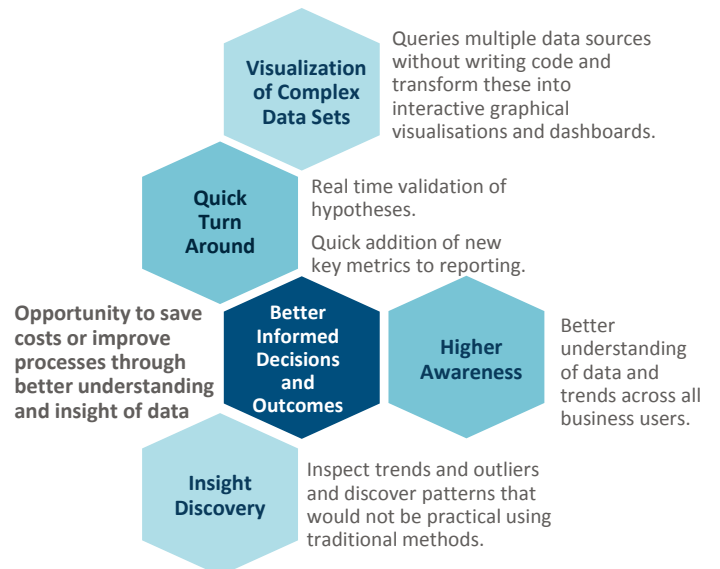 Visualization
of Complex
Data Sets
Queries multiple data sources
without writing code and
transform these into
interactive graphical
visualisations and dashboards.
Quick
Turn
Around
Real time validation of
hypotheses.
Quick addition of new
key metrics to reporting.
Opportunity to save
costs or improve
processes through
better understanding
and insight of data
Better
Informed
Decisions
and
Outcomes
Higher
Awareness
Better
understanding
of data and
trends across all
business users.
Insight
Discovery
Inspect trends and outliers
and discover patterns that
would not be practical using
traditional methods.